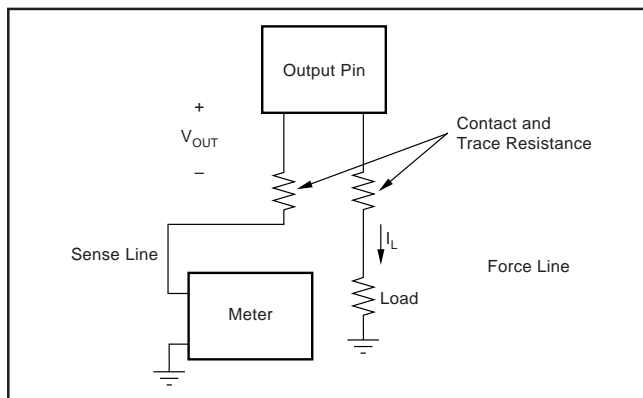 Output Pin
+
V_OUT
–
Contact and
Trace Resistance
Sense Line
I_L
Force Line
Load
Meter